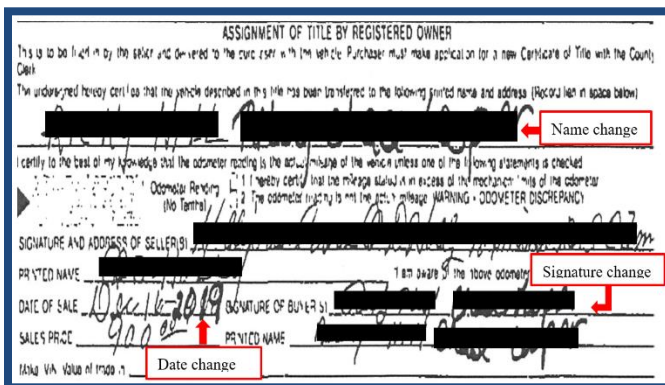 ASSIGNMENT OF TITLE BY REGISTERED OWNER
This is to be filled in by the seller and delivered to the purchaser with the vehicle Purchaser must make application for a new Certificate of Title with the County
Clerk
The undersigned hereby certifies that the vehicle described in this title has been transferred to the following printed name and address (Record lien in space below)
Name change
I certify to the best of my knowledge that the odometer reading is the actual mileage of the vehicle unless one of the following statements is checked
Odometer Reading 1 I hereby certify that the mileage stated is in excess of the mechanical limits of the odometer
(No Tenths) 2 The odometer reading is not the actual mileage WARNING - ODOMETER DISCREPANCY
SIGNATURE AND ADDRESS OF SELLER(S)
PRINTED NAME I am aware of the above odometer
Signature change
DATE OF SALE Dec 16-2019 SIGNATURE OF BUYER(S)
SALES PRICE 900.00 PRINTED NAME
Date change
Make Value of trade in